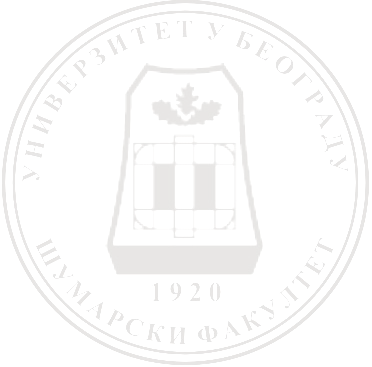 УНИВЕРЗИТЕТ У БЕОГРАДУ
1920
ШУМАРСКИ ФАКУЛТЕТ